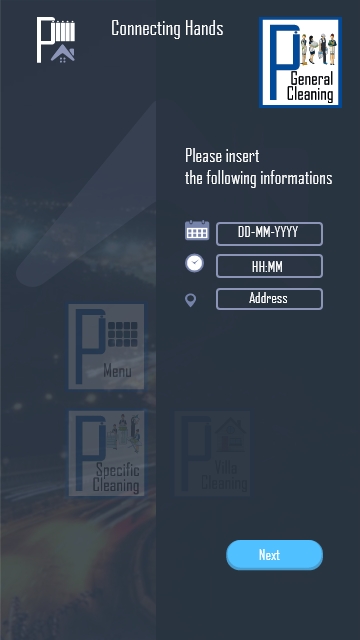 Connecting Hands
General
Cleaning
Please insert
the following informations
DD-MM-YYYY
HH:MM
Address
Menu
Specific
Cleaning
Villa
Cleaning
Next